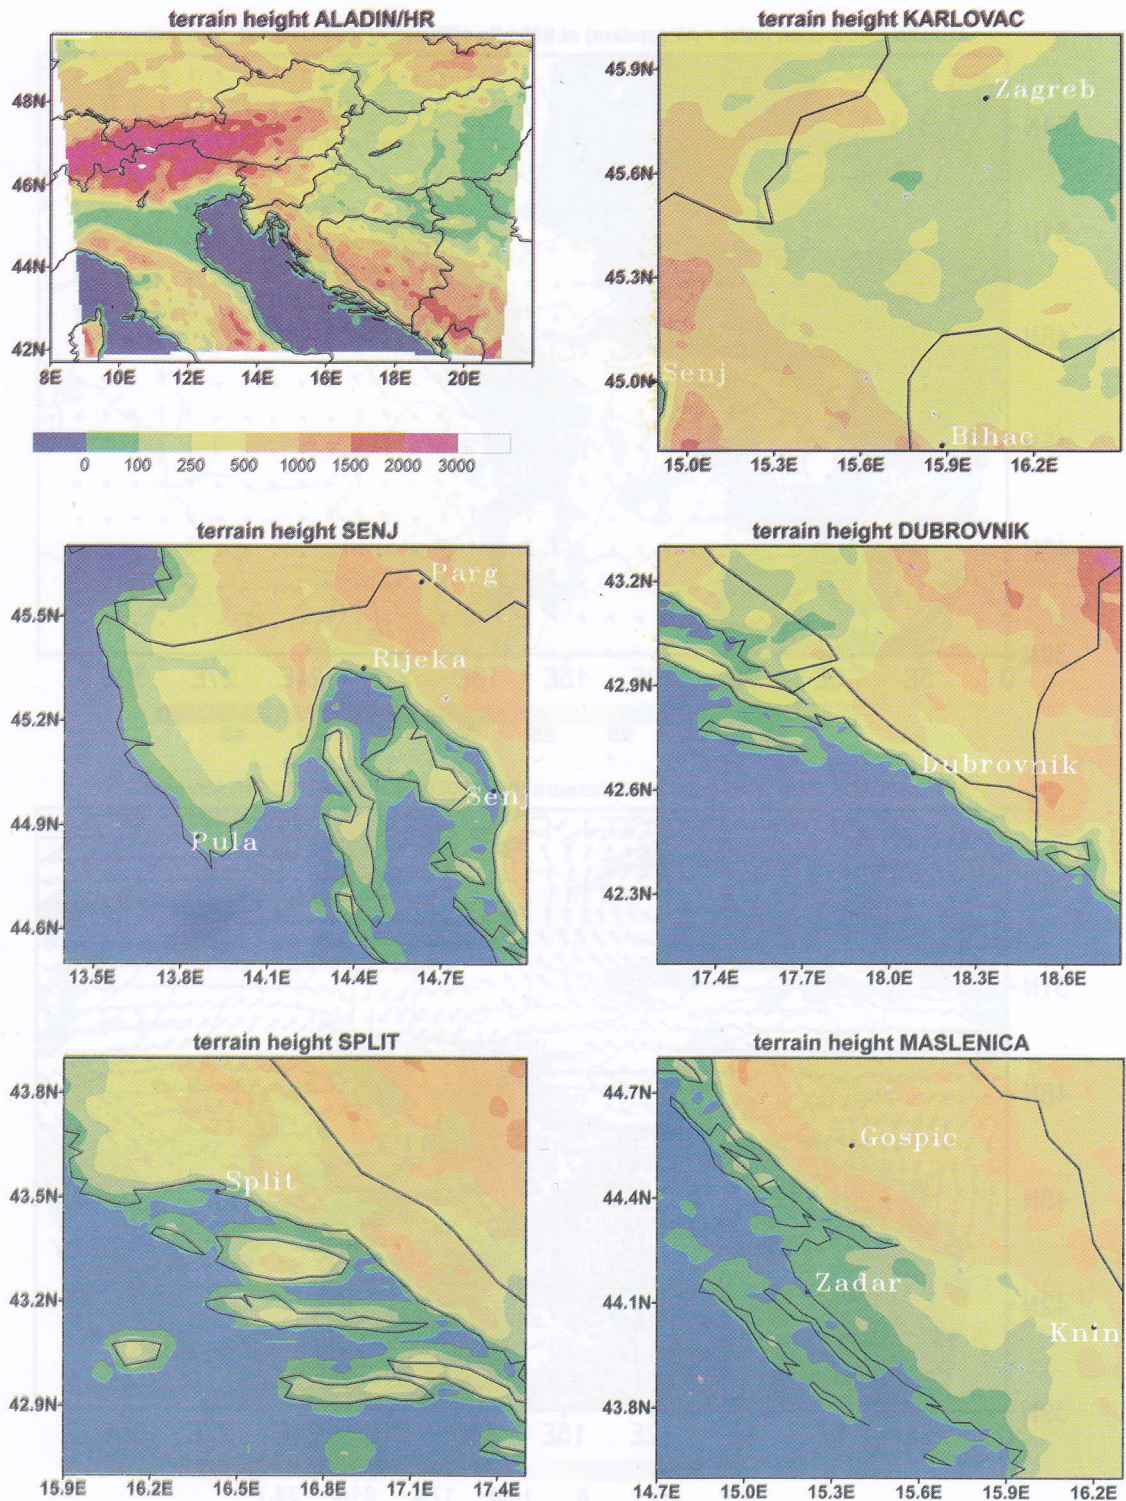 terrain height ALADIN/HR
48N
46N
44N
42N
8E 10E 12E 14E 16E 18E 20E
0 100 250 500 1000 1500 2000 3000
terrain height KARLOVAC
45.9N
45.6N
45.3N
45.0N
Zagreb
Senj
Bihac
15.0E 15.3E 15.6E 15.9E 16.2E
terrain height SENJ
45.5N
45.2N
44.9N
44.6N
Parg
Rijeka
Senj
Pula
13.5E 13.8E 14.1E 14.4E 14.7E
terrain height DUBROVNIK
43.2N
42.9N
42.6N
42.3N
Dubrovnik
17.4E 17.7E 18.0E 18.3E 18.6E
terrain height SPLIT
43.8N
43.5N
43.2N
42.9N
Split
15.9E 16.2E 16.5E 16.8E 17.1E 17.4E
terrain height MASLENICA
44.7N
44.4N
44.1N
43.8N
Gospic
Zadar
Knin
14.7E 15.0E 15.3E 15.6E 15.9E 16.2E